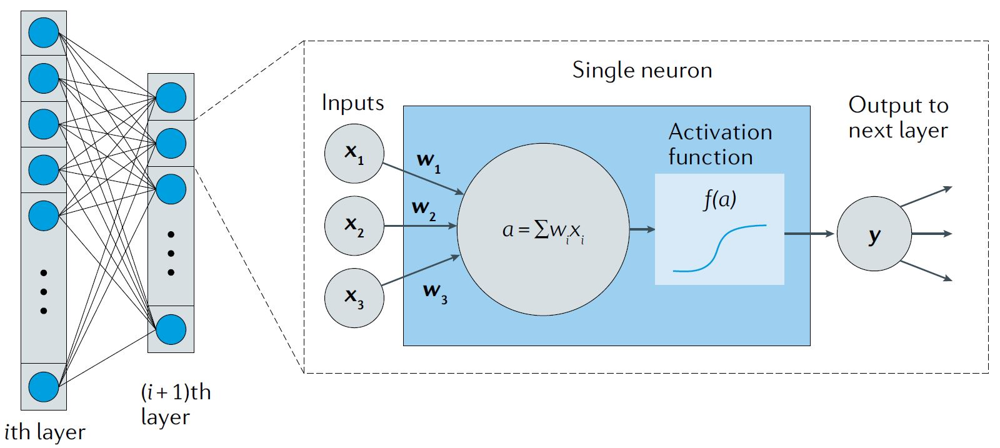 Single neuron
Inputs
Output to
next layer
Activation
function
x₁
w₁
f(a)
w₂
x₂
a = ∑wᵢxᵢ
y
x₃
w₃
(i + 1)th
layer
ith layer